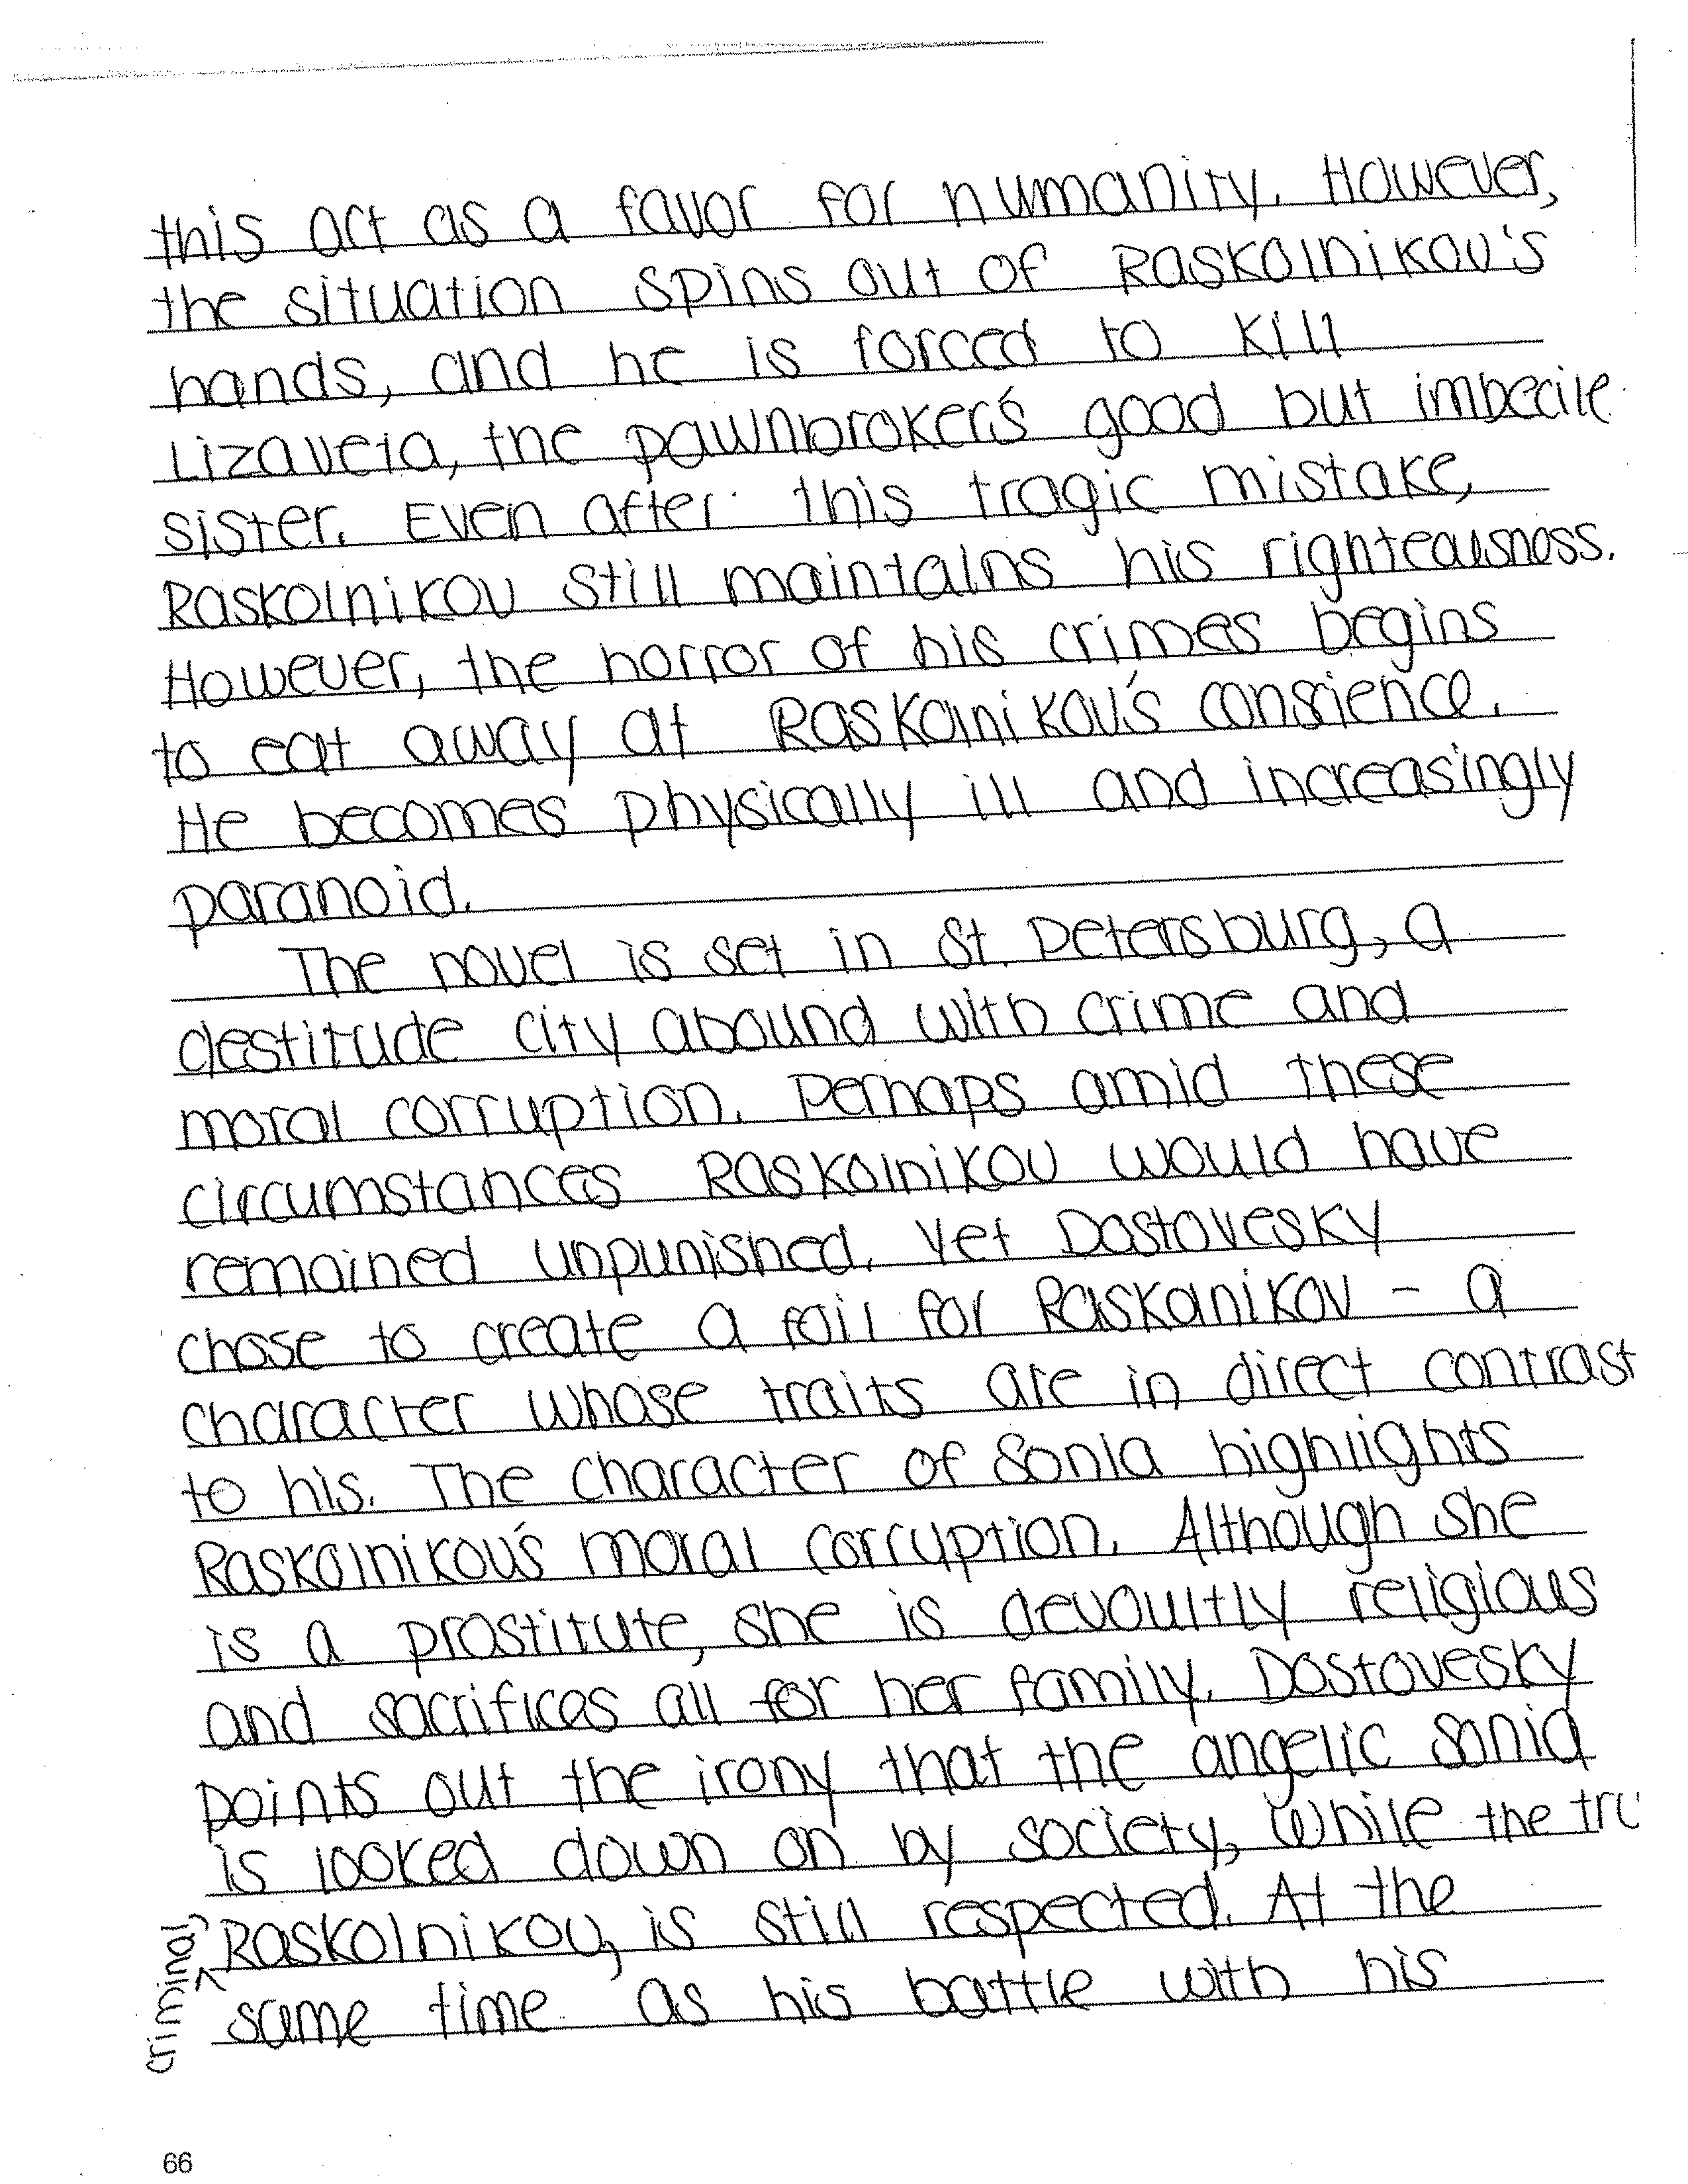 this act as a favor for humanity. However,
the situation spins out of Raskolnikov's
hands, and he is forced to kill
Lizaveta, the pawnbroker's good but imbecile
sister. Even after this tragic mistake,
Raskolnikov still maintains his righteousness.
However, the horror of his crimes begins
to eat away at Raskolnikov's conscience.
He becomes physically ill and increasingly
paranoid.
The novel is set in St. Petersburg, a
destitude city abound with crime and
moral corruption. Perhaps amid these
circumstances Raskolnikov would have
remained unpunished. Yet Dostovesky
chose to create a foil for Raskanikov - a
character whose traits are in direct contrast
to his. The character of Sonia highlights
Raskolnikov's moral corruption. Although she
is a prostitute, she is devoultly religious
and sacrifices all for her family. Dostovesky
points out the irony that the angelic Sonia
is looked down on by society, while the tru
criminal, Raskolnikov, is still respected. At the
same time as his battle with his
66